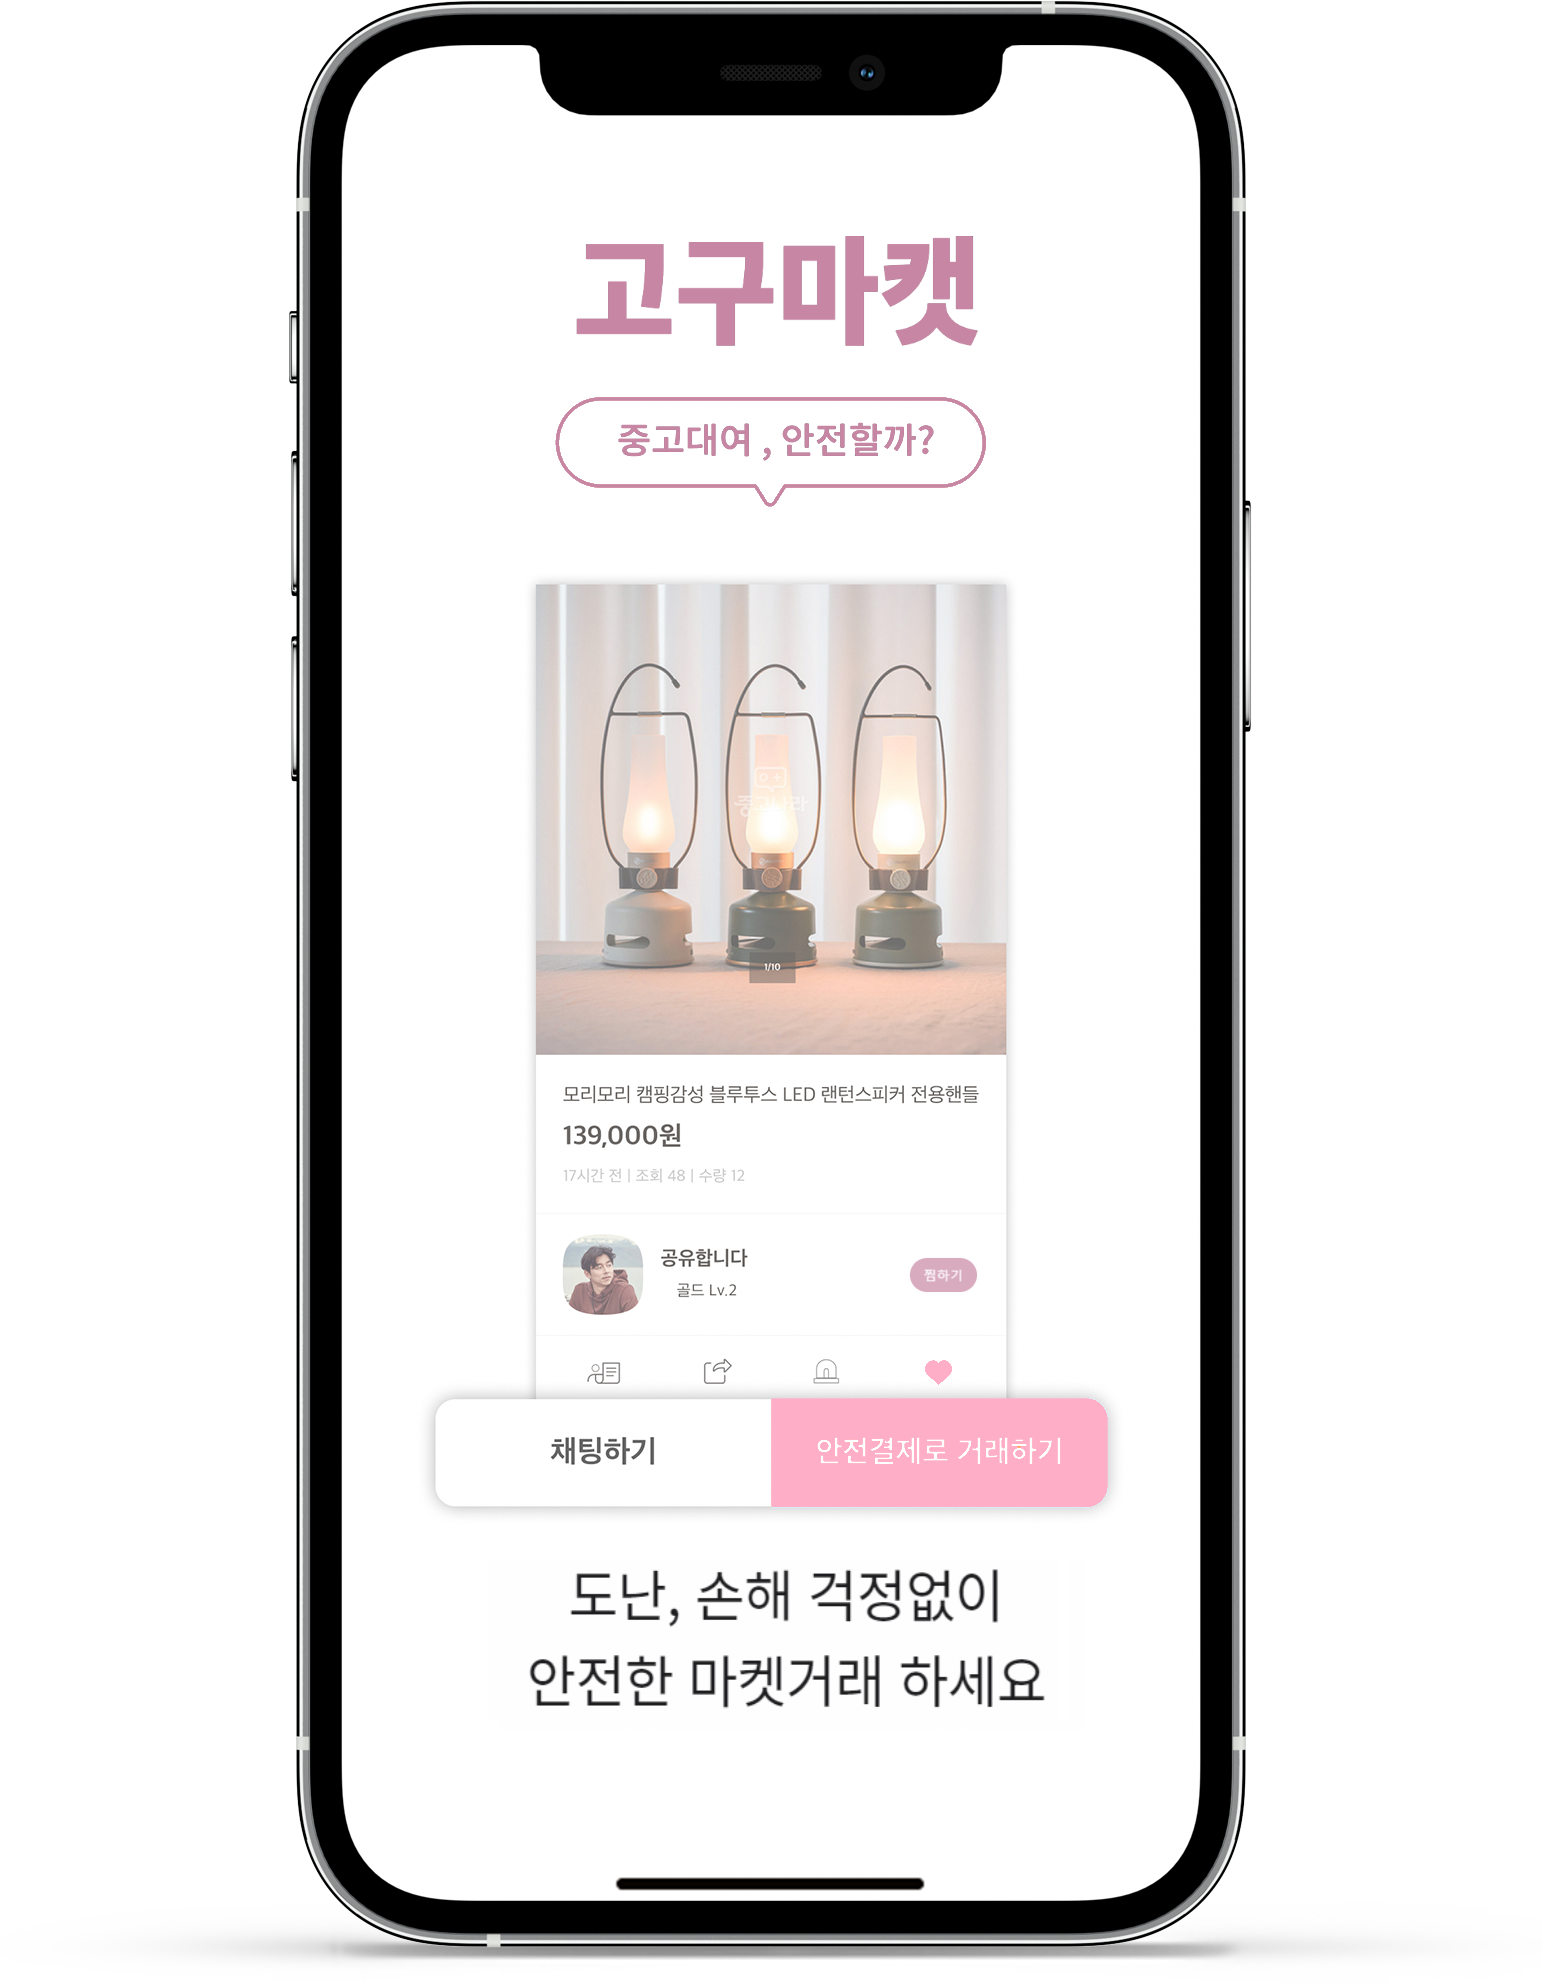 고구마캣
중고대여 , 안전할까?
중고나라
1/10
모리모리 캠핑감성 블루투스 LED 랜턴스피커 전용핸들
139,000원
17시간 전 | 조회 48 | 수량 12
공유합니다
골드 Lv.2
찜하기
채팅하기
안전결제로 거래하기
도난, 손해 걱정없이
안전한 마켓거래 하세요